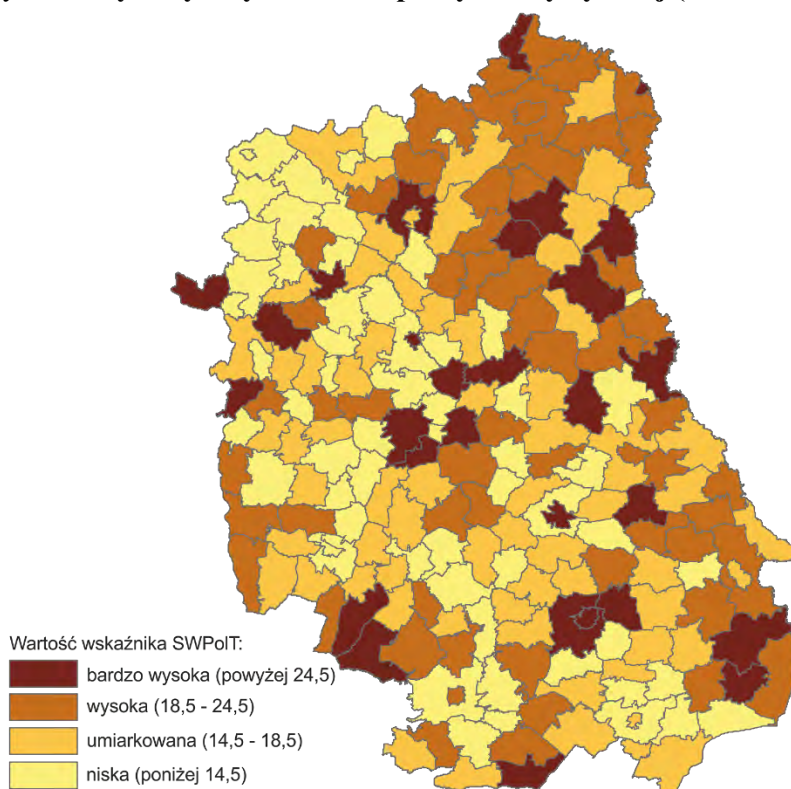 Wartość wskaźnika SWPolT:
bardzo wysoka (powyżej 24,5)
wysoka (18,5 - 24,5)
umiarkowana (14,5 - 18,5)
niska (poniżej 14,5)